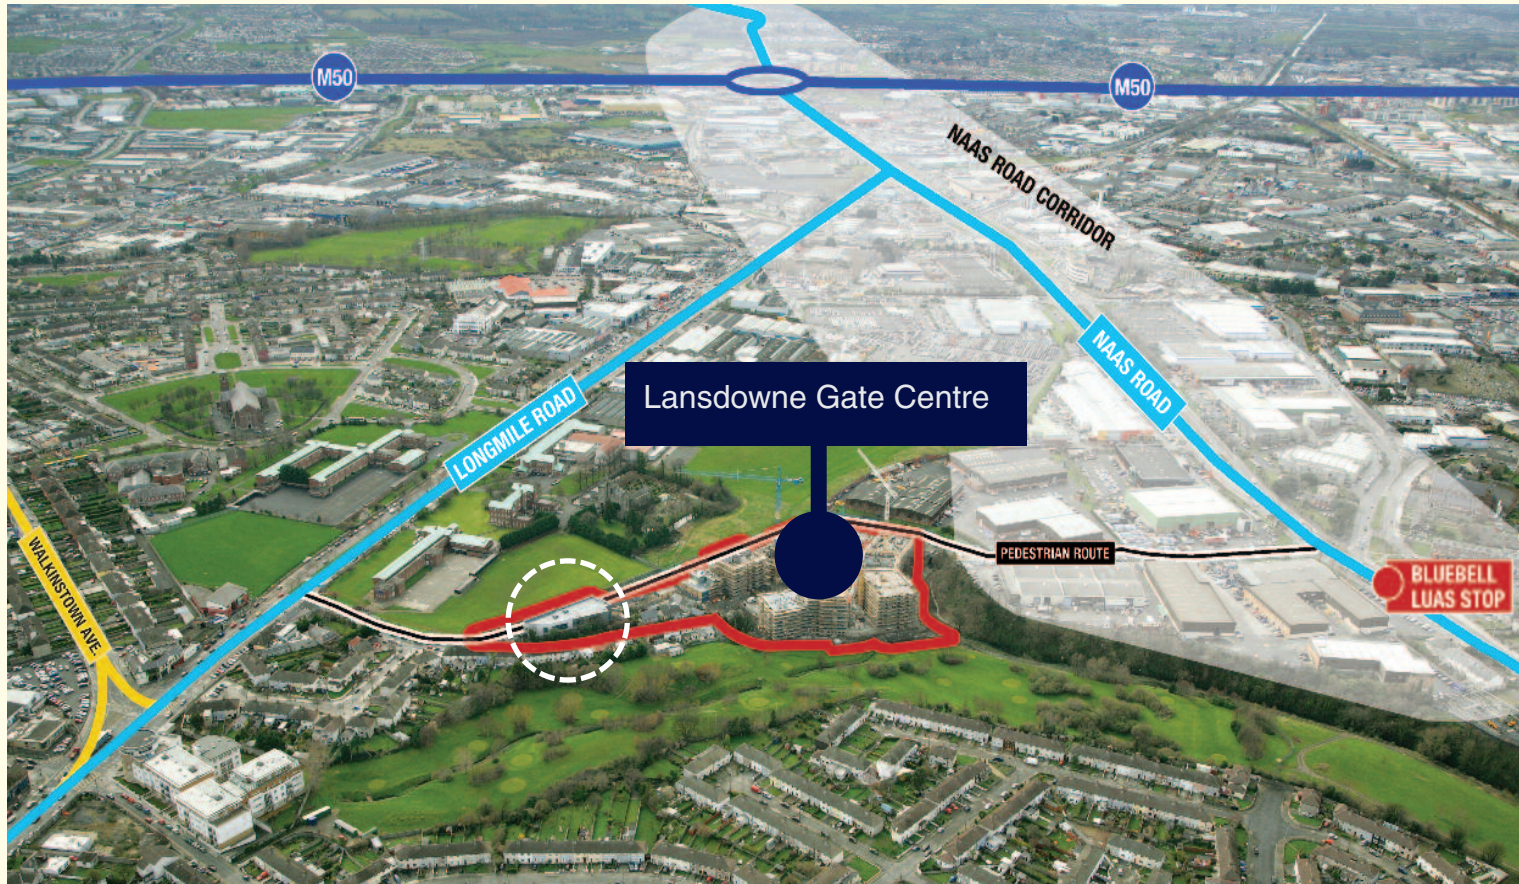 M50
M50
NAAS ROAD CORRIDOR
NAAS ROAD
Lansdowne Gate Centre
LONGMILE ROAD
WALKINSTOWN AVE.
PEDESTRIAN ROUTE
BLUEBELL
LUAS STOP